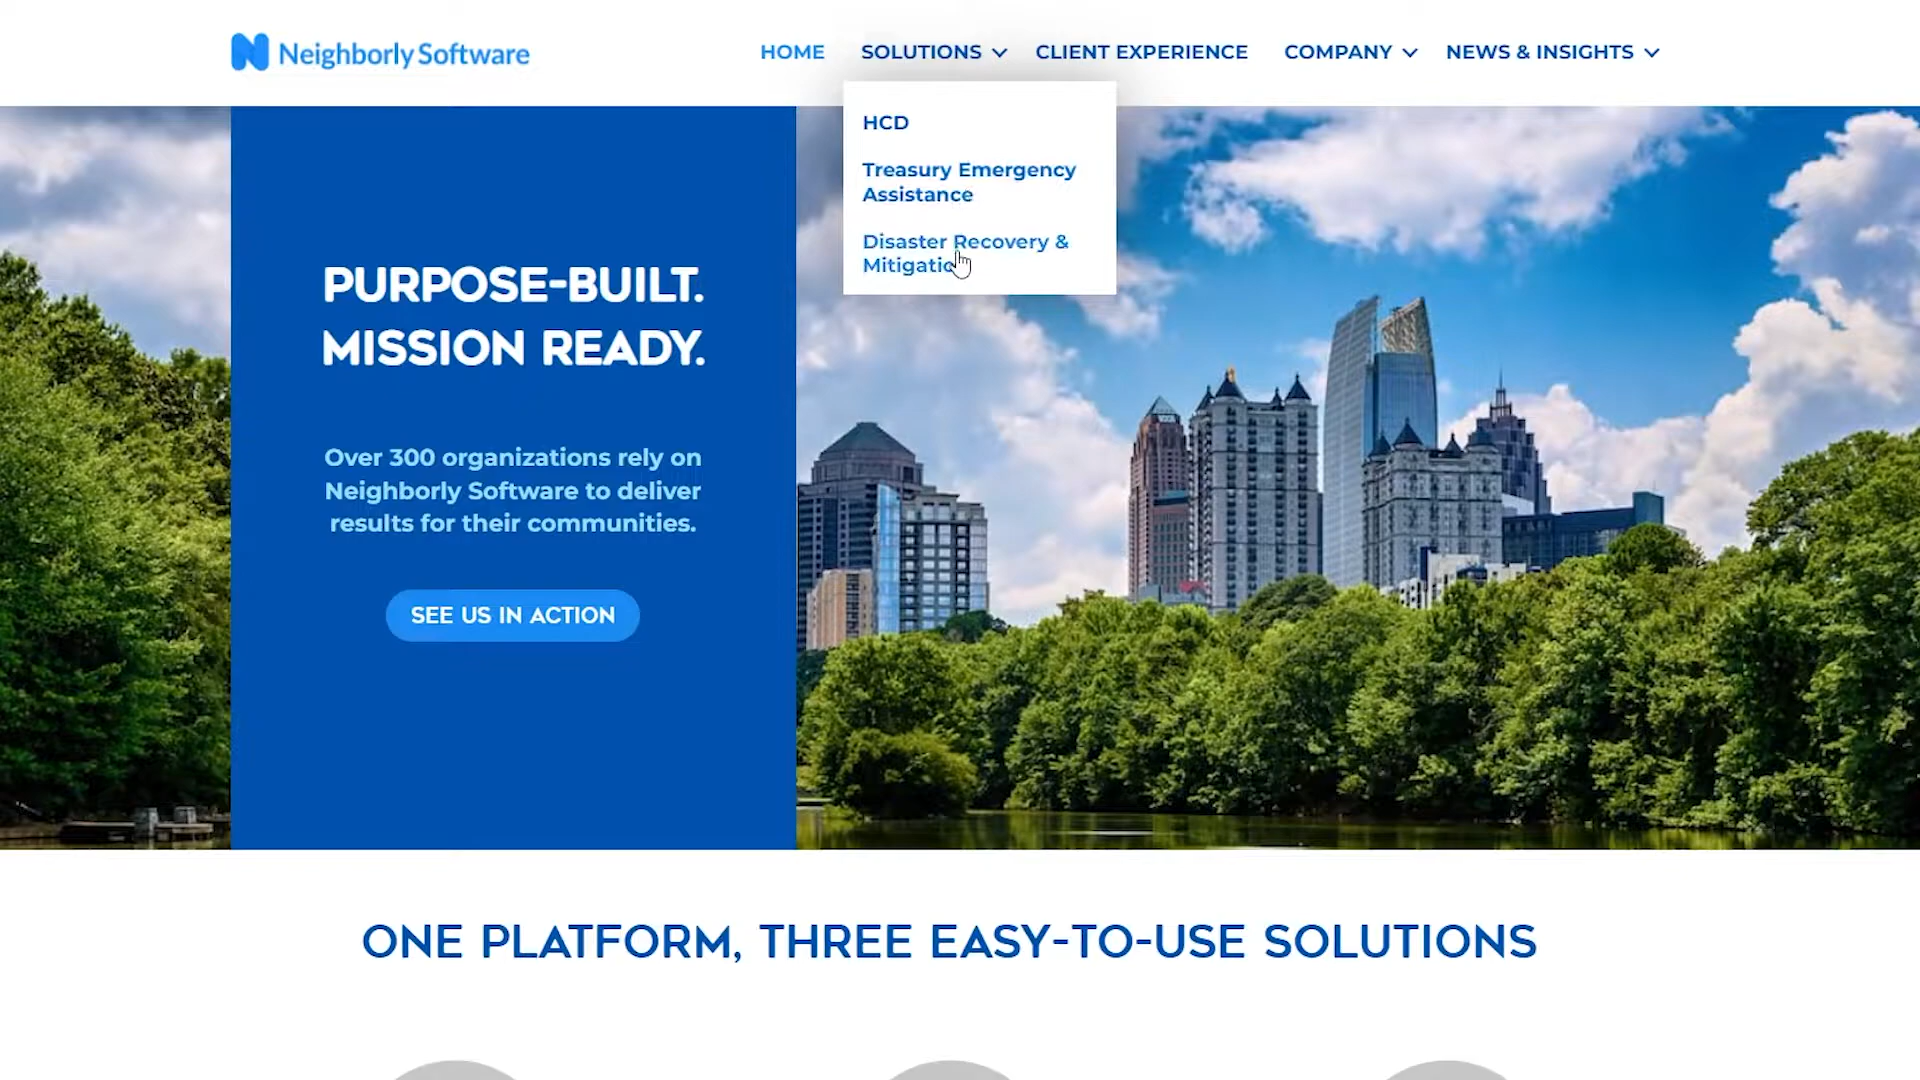 Neighborly Software
HOME
SOLUTIONS
CLIENT EXPERIENCE
COMPANY
NEWS & INSIGHTS
HCD
Treasury Emergency
Assistance
Disaster Recovery &
Mitigatio
PURPOSE-BUILT.
MISSION READY.
Over 300 organizations rely on
Neighborly Software to deliver
results for their communities.
SEE US IN ACTION
ONE PLATFORM, THREE EASY-TO-USE SOLUTIONS